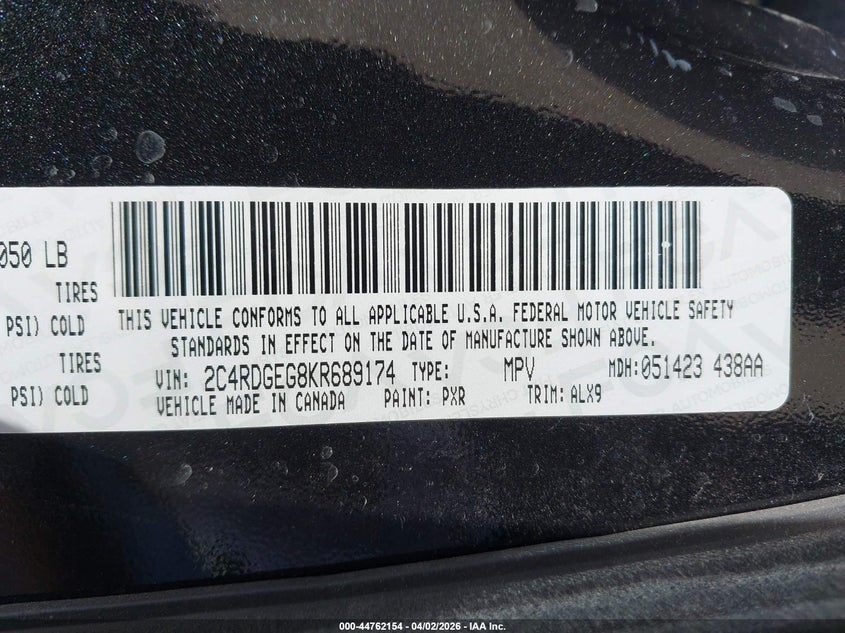 050 LB
TIRES
PSI) COLD
TIRES
PSI) COLD
THIS VEHICLE CONFORMS TO ALL APPLICABLE U.S.A. FEDERAL MOTOR VEHICLE SAFETY
STANDARDS IN EFFECT ON THE DATE OF MANUFACTURE SHOWN ABOVE.
VIN: 2C4RDGEG8KR689174 TYPE: MPV MDH:051423 438AA
VEHICLE MADE IN CANADA PAINT: PXR TRIM: ALX9
000-44762154 - 04/02/2026 - IAA Inc.